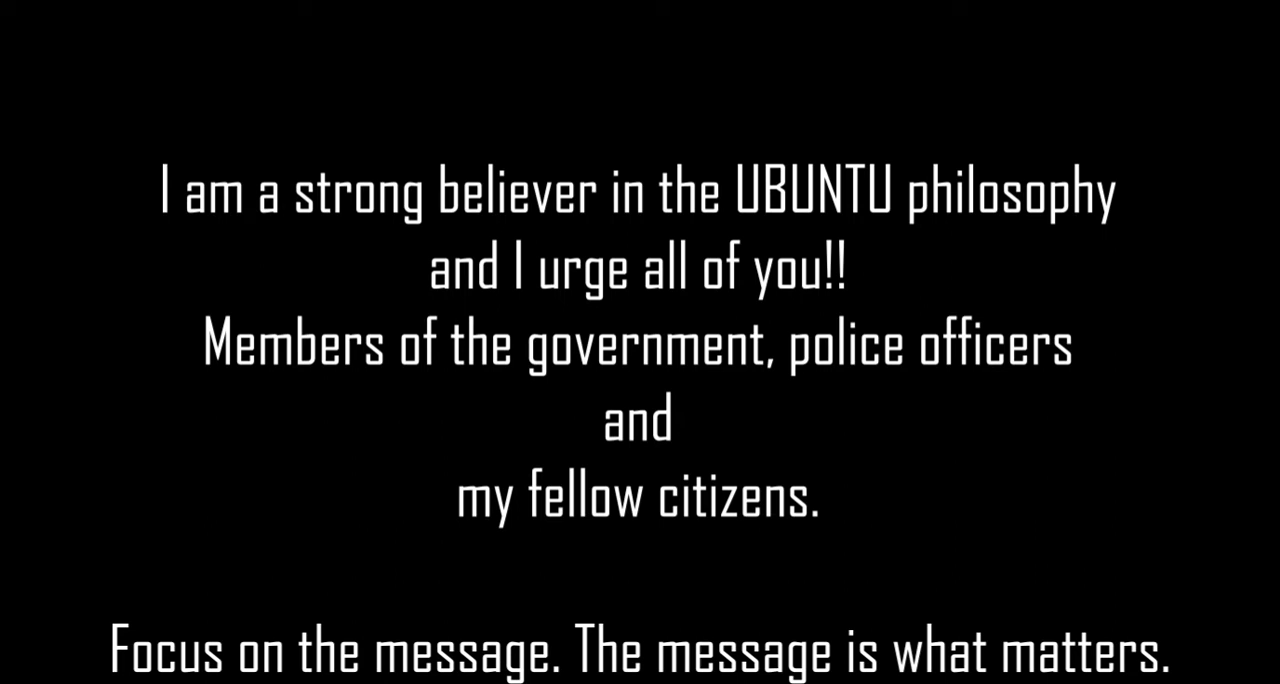 I am a strong believer in the UBUNTU philosophy
and I urge all of you!!
Members of the government, police officers
and
my fellow citizens.
Focus on the message. The message is what matters.